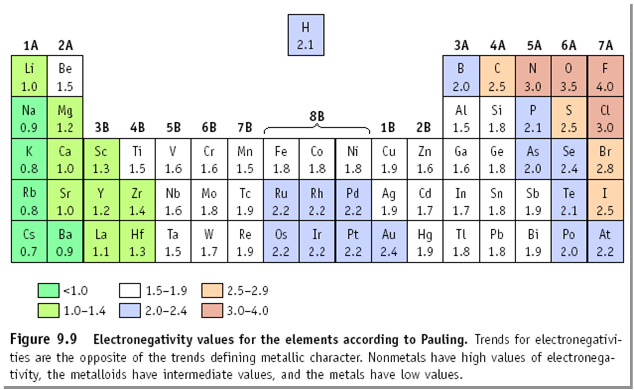 H
2.1
1A 2A 3A 4A 5A 6A 7A
Li Be B C N O F
1.0 1.5 2.0 2.5 3.0 3.5 4.0
8B
Na Mg 3B 4B 5B 6B 7B 1B 2B Al Si P S Cl
0.9 1.2 1.5 1.8 2.1 2.5 3.0
K Ca Sc Ti V Cr Mn Fe Co Ni Cu Zn Ga Ge As Se Br
0.8 1.0 1.3 1.5 1.6 1.6 1.5 1.8 1.8 1.8 1.9 1.6 1.6 1.8 2.0 2.4 2.8
Rb Sr Y Zr Nb Mo Tc Ru Rh Pd Ag Cd In Sn Sb Te I
0.8 1.0 1.2 1.4 1.6 1.8 1.9 2.2 2.2 2.2 1.9 1.7 1.7 1.8 1.9 2.1 2.5
Cs Ba La Hf Ta W Re Os Ir Pt Au Hg Tl Pb Bi Po At
0.7 0.9 1.1 1.3 1.5 1.7 1.9 2.2 2.2 2.2 2.4 1.9 1.8 1.8 1.9 2.0 2.2
<1.0 1.5–1.9 2.5–2.9
1.0–1.4 2.0–2.4 3.0–4.0
Figure 9.9 Electronegativity values for the elements according to Pauling. Trends for electronegativi-
ties are the opposite of the trends defining metallic character. Nonmetals have high values of electronega-
tivity, the metalloids have intermediate values, and the metals have low values.